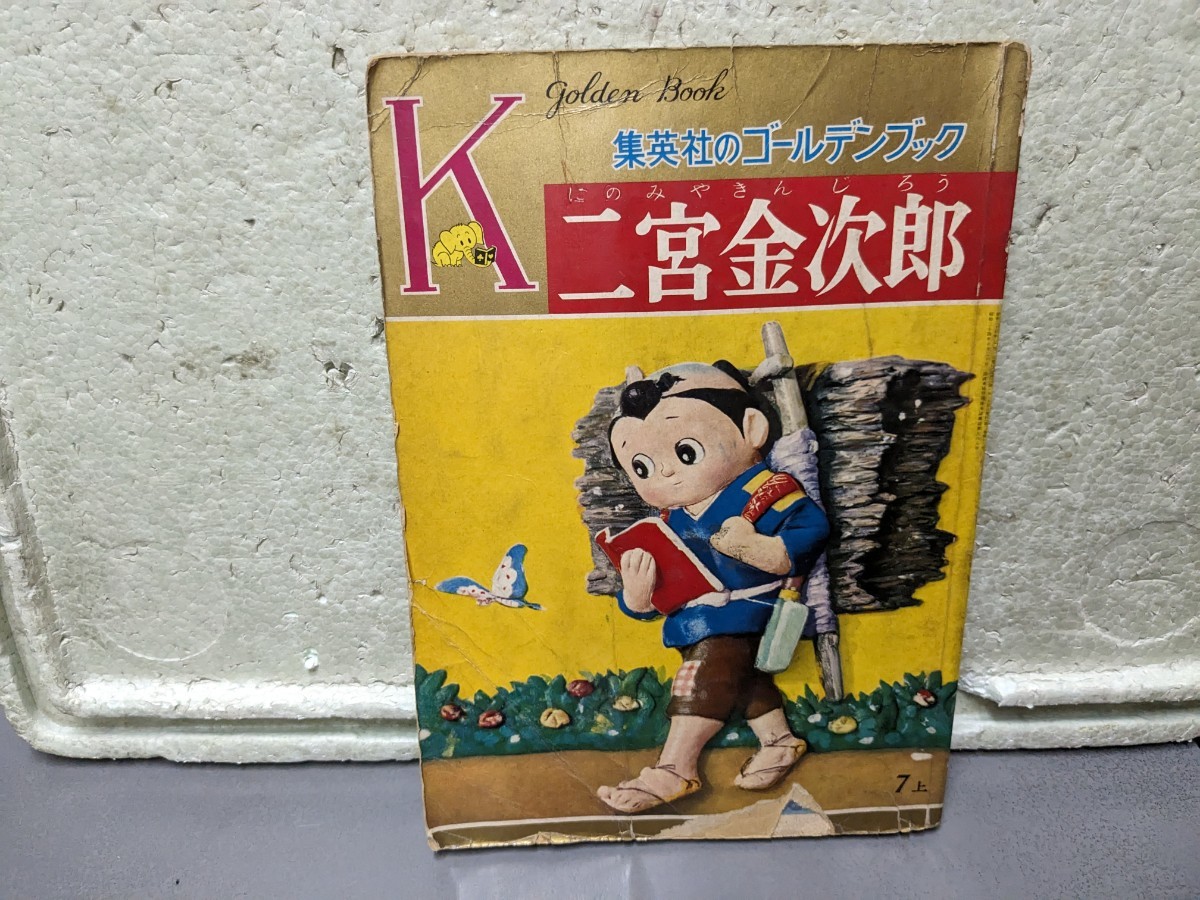 Golden Book
K
集英社のゴールデンブック
にのみやきんじろう
二宮金次郎
7上